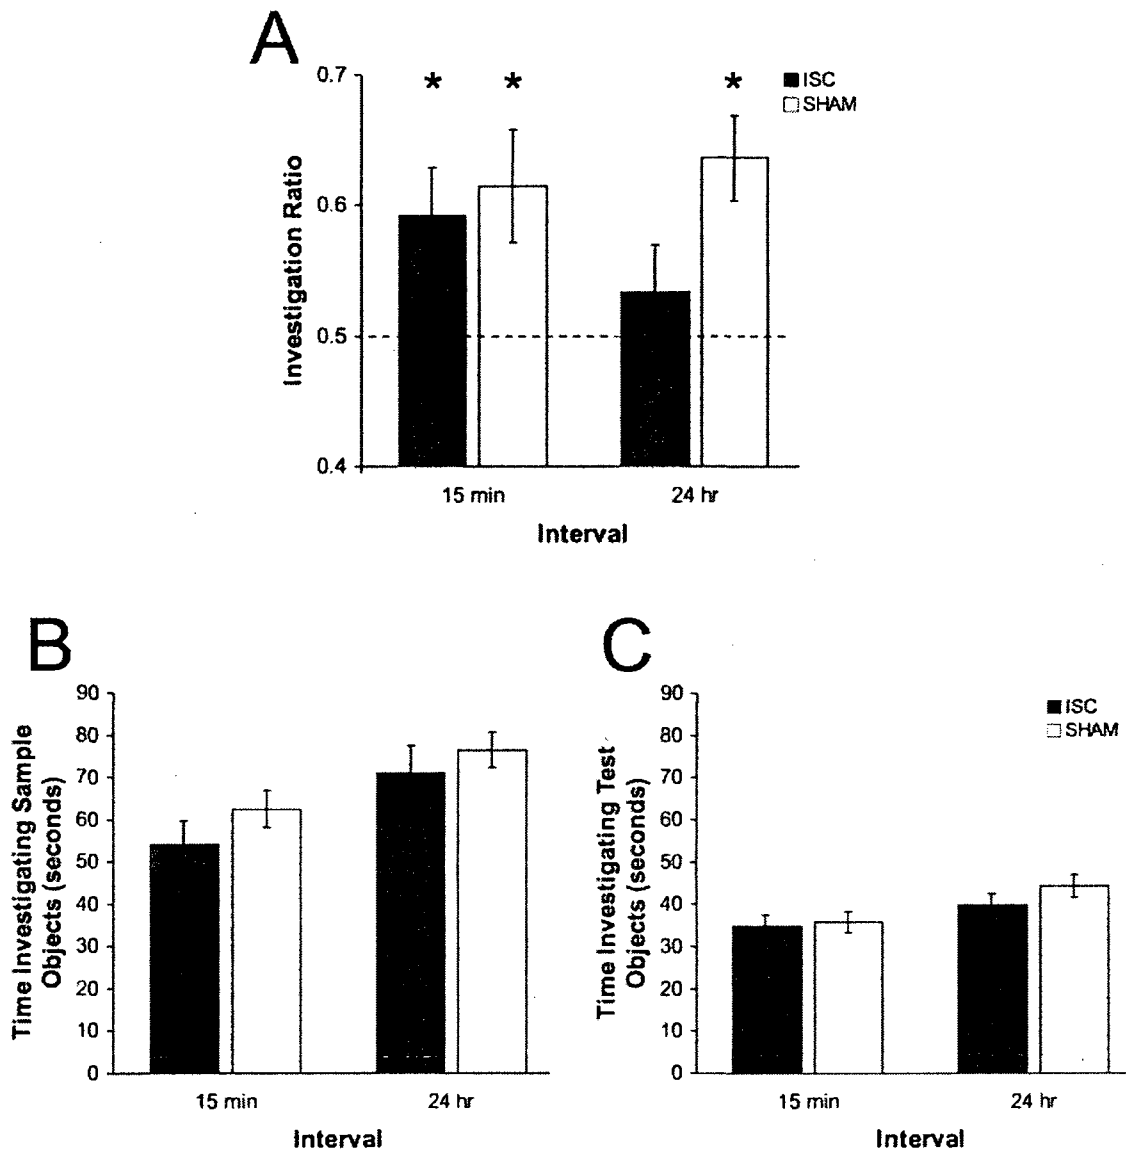 A
0.7
0.6
0.5
0.4
Investigation Ratio
* * *
ISC
SHAM
15 min 24 hr
Interval
B
90
80
70
60
50
40
30
20
10
0
Time Investigating Sample
Objects (seconds)
15 min 24 hr
Interval
C
90
80
70
60
50
40
30
20
10
0
Time Investigating Test
Objects (seconds)
ISC
SHAM
15 min 24 hr
Interval